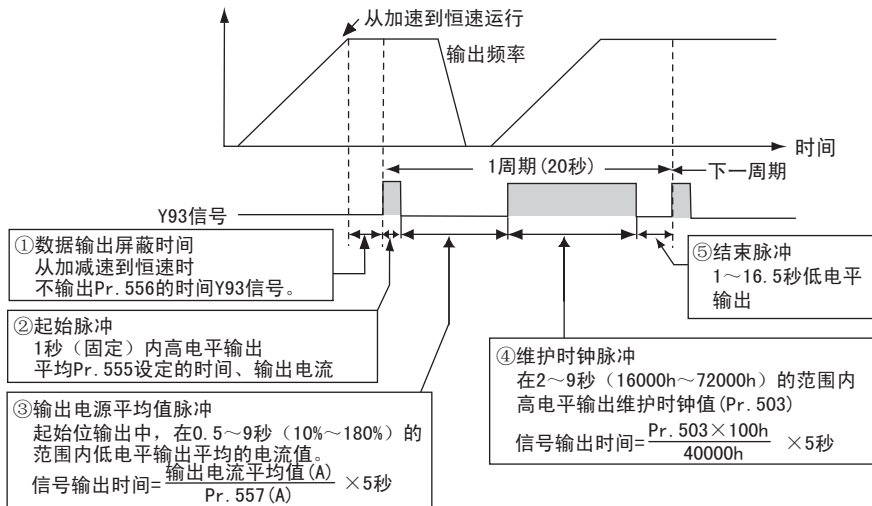 从加速到恒速运行
输出频率
时间
1周期(20秒)
下一周期
Y93信号
①数据输出屏蔽时间
从加减速到恒速时
不输出Pr.556的时间Y93信号。
②起始脉冲
1秒（固定）内高电平输出
平均Pr.555设定的时间、输出电流
③输出电源平均值脉冲
起始位输出中，在0.5～9秒（10%～180%）的
范围内低电平输出平均的电流值。
信号输出时间=输出电流平均值(A)/Pr.557(A) ×5秒
④维护时钟脉冲
在2～9秒（16000h～72000h）的范围内
高电平输出维护时钟值(Pr.503)
信号输出时间=Pr.503×100h/40000h ×5秒
⑤结束脉冲
1～16.5秒低电平
输出